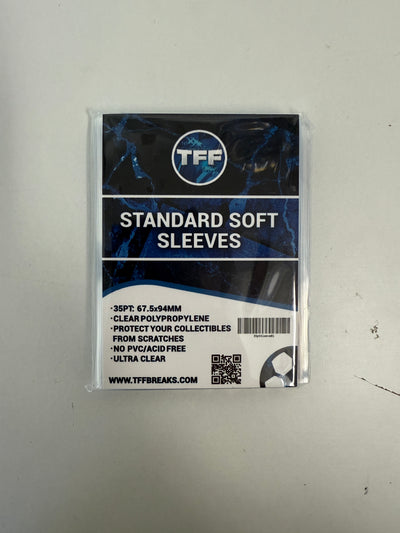 TFF
STANDARD SOFT
SLEEVES
·35PT: 67.5x94MM
·CLEAR POLYPROPYLENE
·PROTECT YOUR COLLECTIBLES
FROM SCRATCHES
·NO PVC/ACID FREE
·ULTRA CLEAR
WWW.TFFBREAKS.COM